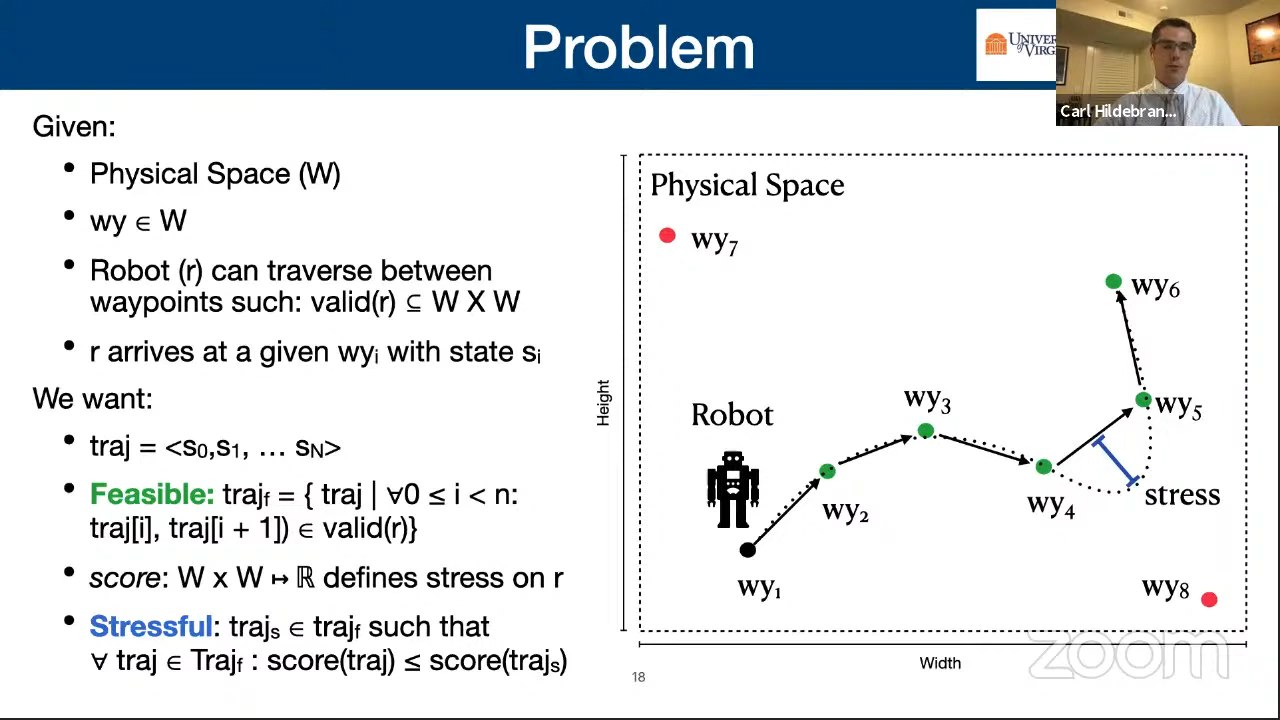 Problem
UNIVER
of VIRG
Carl Hildebran...
Given:
• Physical Space (W)
• wy ∈ W
• Robot (r) can traverse between
waypoints such: valid(r) ⊆ W X W
• r arrives at a given wyᵢ with state sᵢ
We want:
• traj = <s₀,s₁, … s_N>
• Feasible: traj_f = { traj | ∀0 ≤ i < n:
traj[i], traj[i + 1]) ∈ valid(r)}
• score: W x W ↦ ℝ defines stress on r
• Stressful: traj_s ∈ traj_f such that
∀ traj ∈ Traj_f : score(traj) ≤ score(traj_s)
Physical Space
wy₇
wy₆
Height
Robot
wy₃
wy₅
wy₂
wy₄
stress
wy₁
wy₈
Width
zoom
18